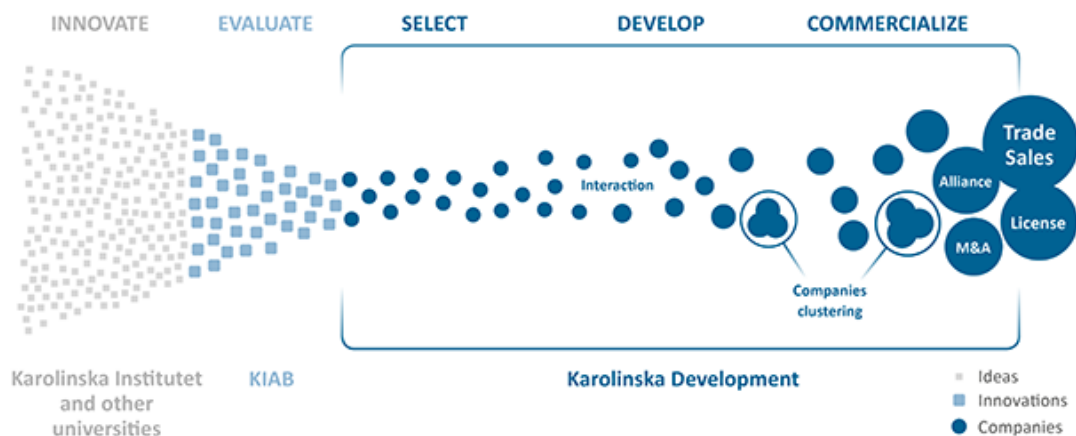 INNOVATE
EVALUATE
SELECT
DEVELOP
COMMERCIALIZE
Trade
Sales
Interaction
Alliance
License
M&A
Companies
clustering
Karolinska Institutet
and other
universities
KIAB
Karolinska Development
Ideas
Innovations
Companies